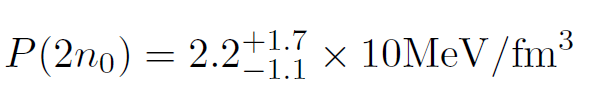 P(2n₀) = 2.2⁺¹·⁷₋₁.₁ × 10MeV/fm³